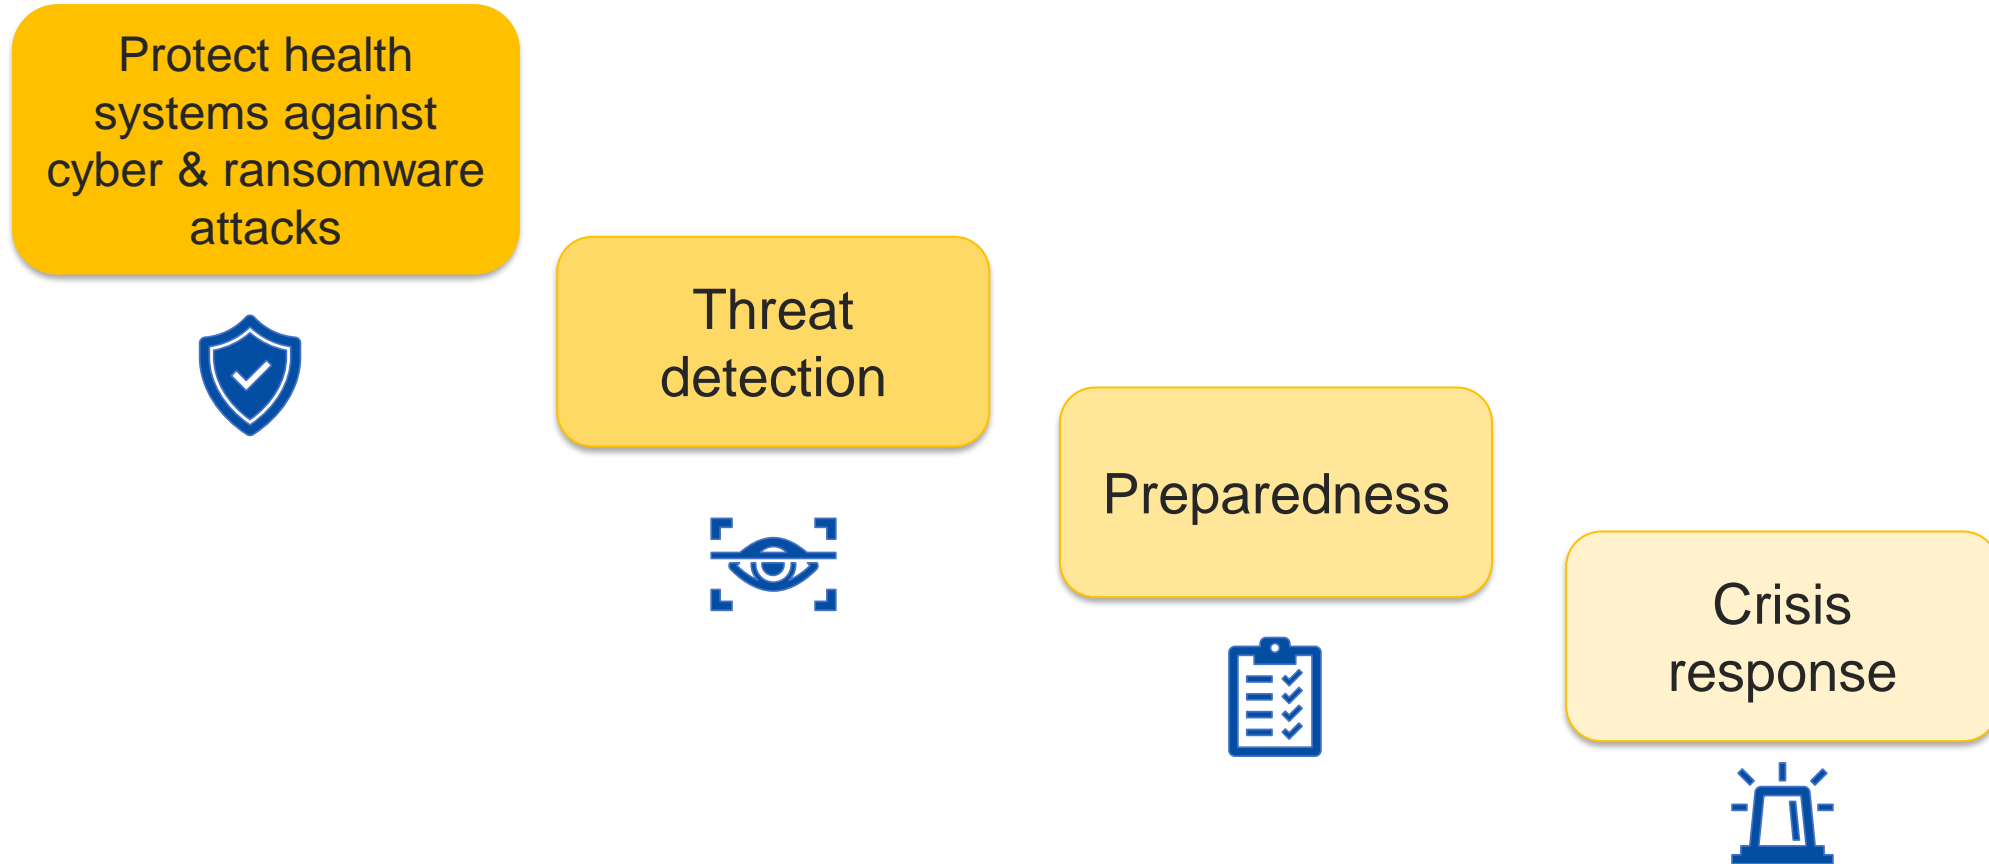 Protect health
systems against
cyber & ransomware
attacks
Threat
detection
Preparedness
Crisis
response